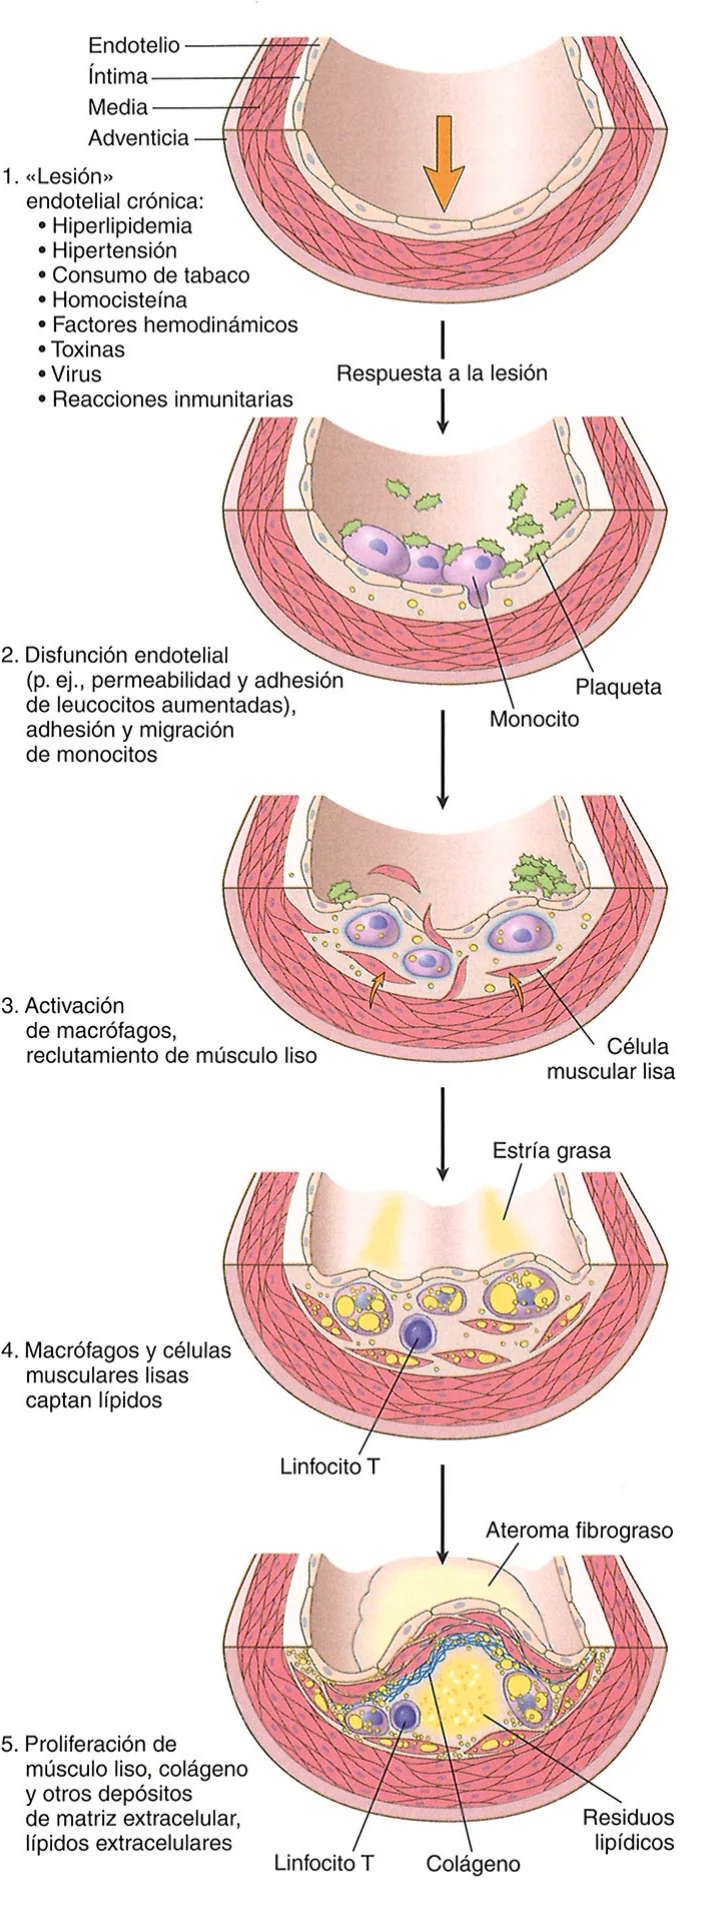 Endotelio
Íntima
Media
Adventicia
1. «Lesión»
endotelial crónica:
• Hiperlipidemia
• Hipertensión
• Consumo de tabaco
• Homocisteína
• Factores hemodinámicos
• Toxinas
• Virus
• Reacciones inmunitarias
Respuesta a la lesión
2. Disfunción endotelial
(p. ej., permeabilidad y adhesión
de leucocitos aumentadas),
adhesión y migración
de monocitos
Plaqueta
Monocito
3. Activación
de macrófagos,
reclutamiento de músculo liso
Célula
muscular lisa
Estría grasa
4. Macrófagos y células
musculares lisas
captan lípidos
Linfocito T
Ateroma fibrograso
5. Proliferación de
músculo liso, colágeno
y otros depósitos
de matriz extracelular,
lípidos extracelulares
Residuos
lipídicos
Linfocito T
Colágeno